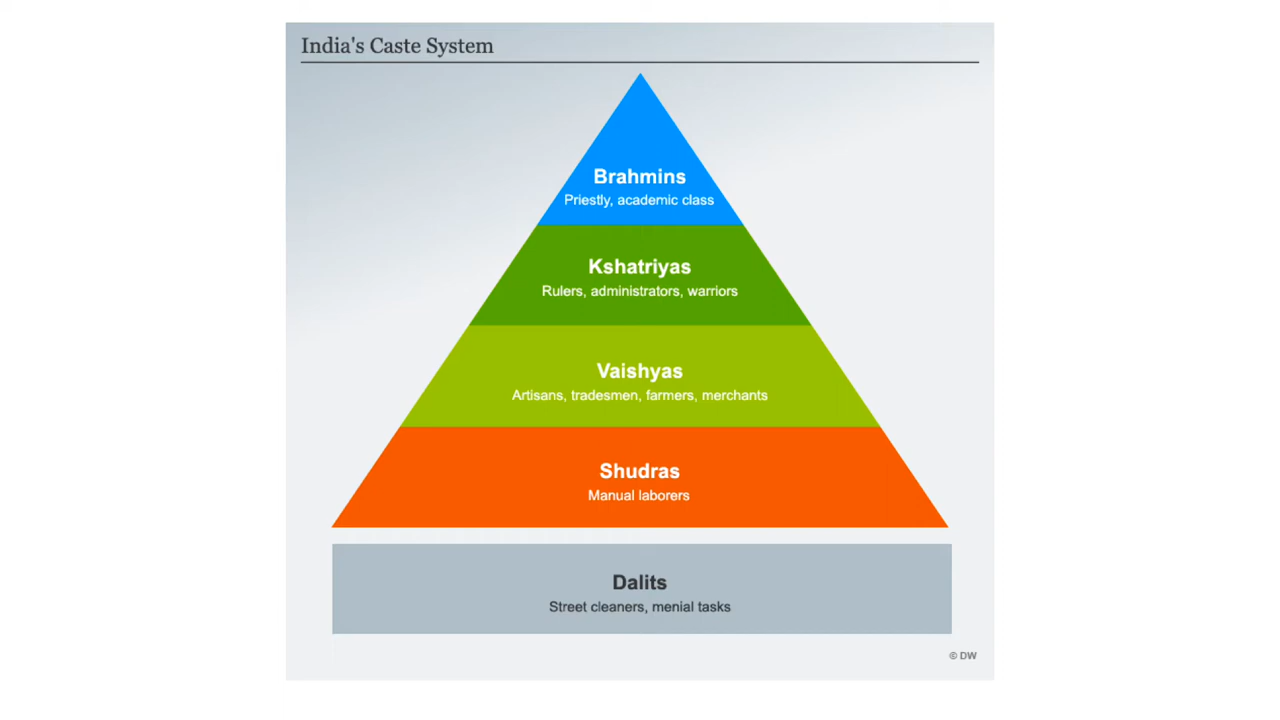 India's Caste System
Brahmins
Priestly, academic class
Kshatriyas
Rulers, administrators, warriors
Vaishyas
Artisans, tradesmen, farmers, merchants
Shudras
Manual laborers
Dalits
Street cleaners, menial tasks
© DW